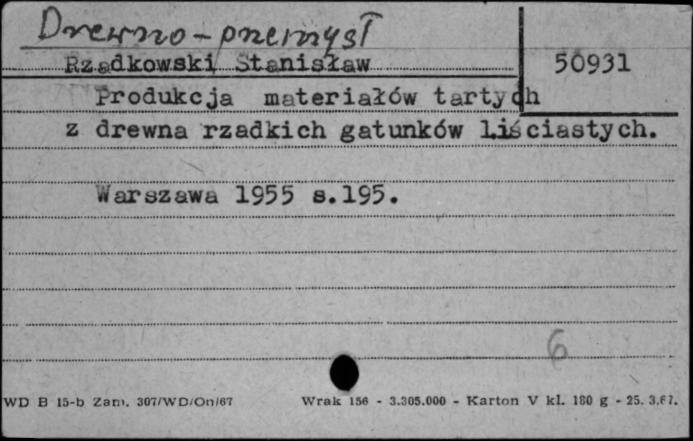 Drewno - przemysł
Rządkowski Stanisław
50931
Produkcja materiałów tartych
z drewna rzadkich gatunków liściastych.
Warszawa 1955 s.195.
6
WD B 15-b Zam. 307/WD/On/67 Wrak 156 - 3.305.000 - Karton V kl. 180 g - 25. 3.67.